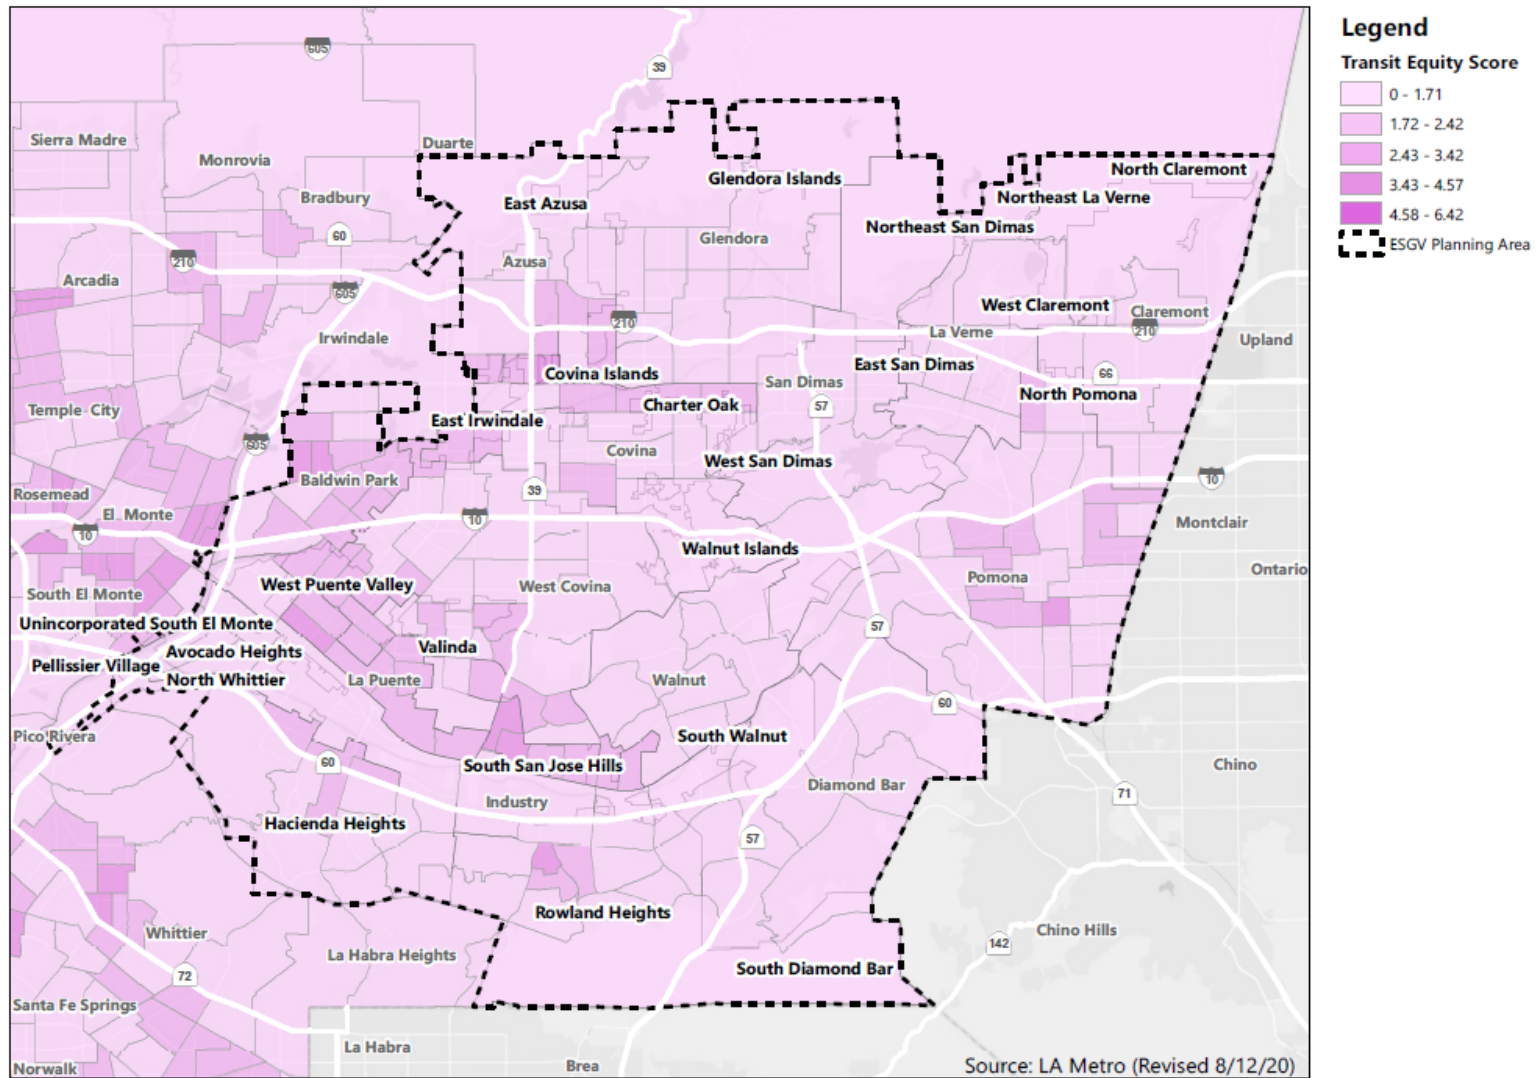 Legend
Transit Equity Score
0 - 1.71
1.72 - 2.42
2.43 - 3.42
3.43 - 4.57
4.58 - 6.42
ESGV Planning Area
605
39
Sierra Madre
Duarte
Monrovia
North Claremont
Glendora Islands
Bradbury
East Azusa
Northeast La Verne
Northeast San Dimas
60
Glendora
210
Azusa
Arcadia
605
West Claremont
Claremont
210
La Verne
210
Irwindale
Upland
East San Dimas
Covina Islands
66
San Dimas
North Pomona
Temple City
Charter Oak
57
East Irwindale
605
Covina
West San Dimas
Baldwin Park
10
Rosemead
39
El Monte
10
Montclair
10
Walnut Islands
Ontario
Pomona
West Puente Valley
West Covina
South El Monte
Unincorporated South El Monte
57
Avocado Heights
Valinda
Pellissier Village
North Whittier
La Puente
Walnut
60
Pico Rivera
South Walnut
60
South San Jose Hills
Chino
Diamond Bar
71
Industry
Hacienda Heights
57
Rowland Heights
Chino Hills
Whittier
142
La Habra Heights
South Diamond Bar
72
Santa Fe Springs
La Habra
Norwalk
Brea
Source: LA Metro (Revised 8/12/20)